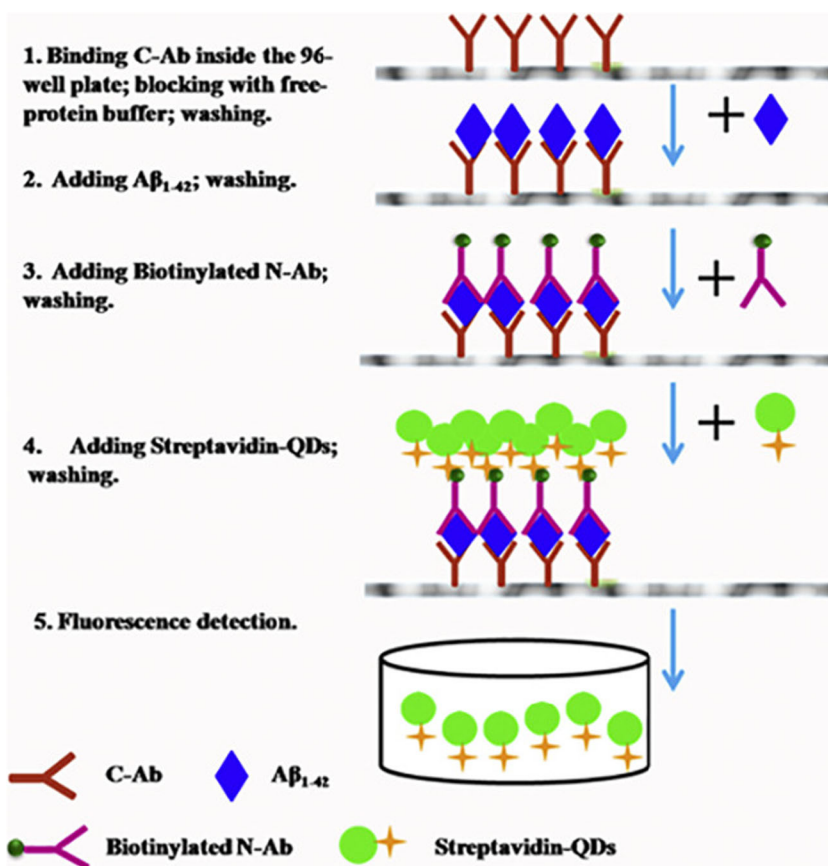 1. Binding C-Ab inside the 96-
well plate; blocking with free-
protein buffer; washing.
2. Adding Aβ₁₋₄₂; washing.
3. Adding Biotinylated N-Ab;
washing.
4. Adding Streptavidin-QDs;
washing.
5. Fluorescence detection.
C-Ab
Aβ₁₋₄₂
Biotinylated N-Ab
Streptavidin-QDs